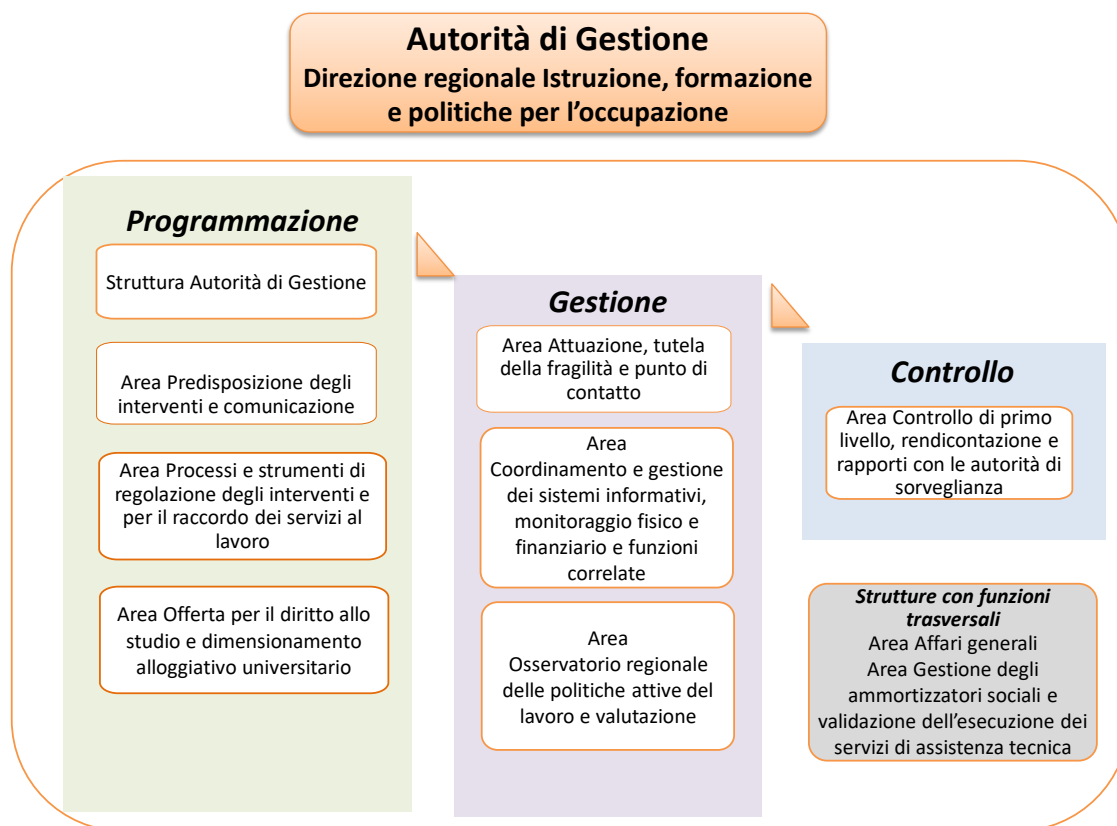 Autorità di Gestione
Direzione regionale Istruzione, formazione
e politiche per l’occupazione
Programmazione
Struttura Autorità di Gestione
Area Predisposizione degli
interventi e comunicazione
Area Processi e strumenti di
regolazione degli interventi e
per il raccordo dei servizi al
lavoro
Area Offerta per il diritto allo
studio e dimensionamento
alloggiativo universitario
Gestione
Area Attuazione, tutela
della fragilità e punto di
contatto
Area
Coordinamento e gestione
dei sistemi informativi,
monitoraggio fisico e
finanziario e funzioni
correlate
Area
Osservatorio regionale
delle politiche attive del
lavoro e valutazione
Controllo
Area Controllo di primo
livello, rendicontazione e
rapporti con le autorità di
sorveglianza
Strutture con funzioni
trasversali
Area Affari generali
Area Gestione degli
ammortizzatori sociali e
validazione dell’esecuzione dei
servizi di assistenza tecnica